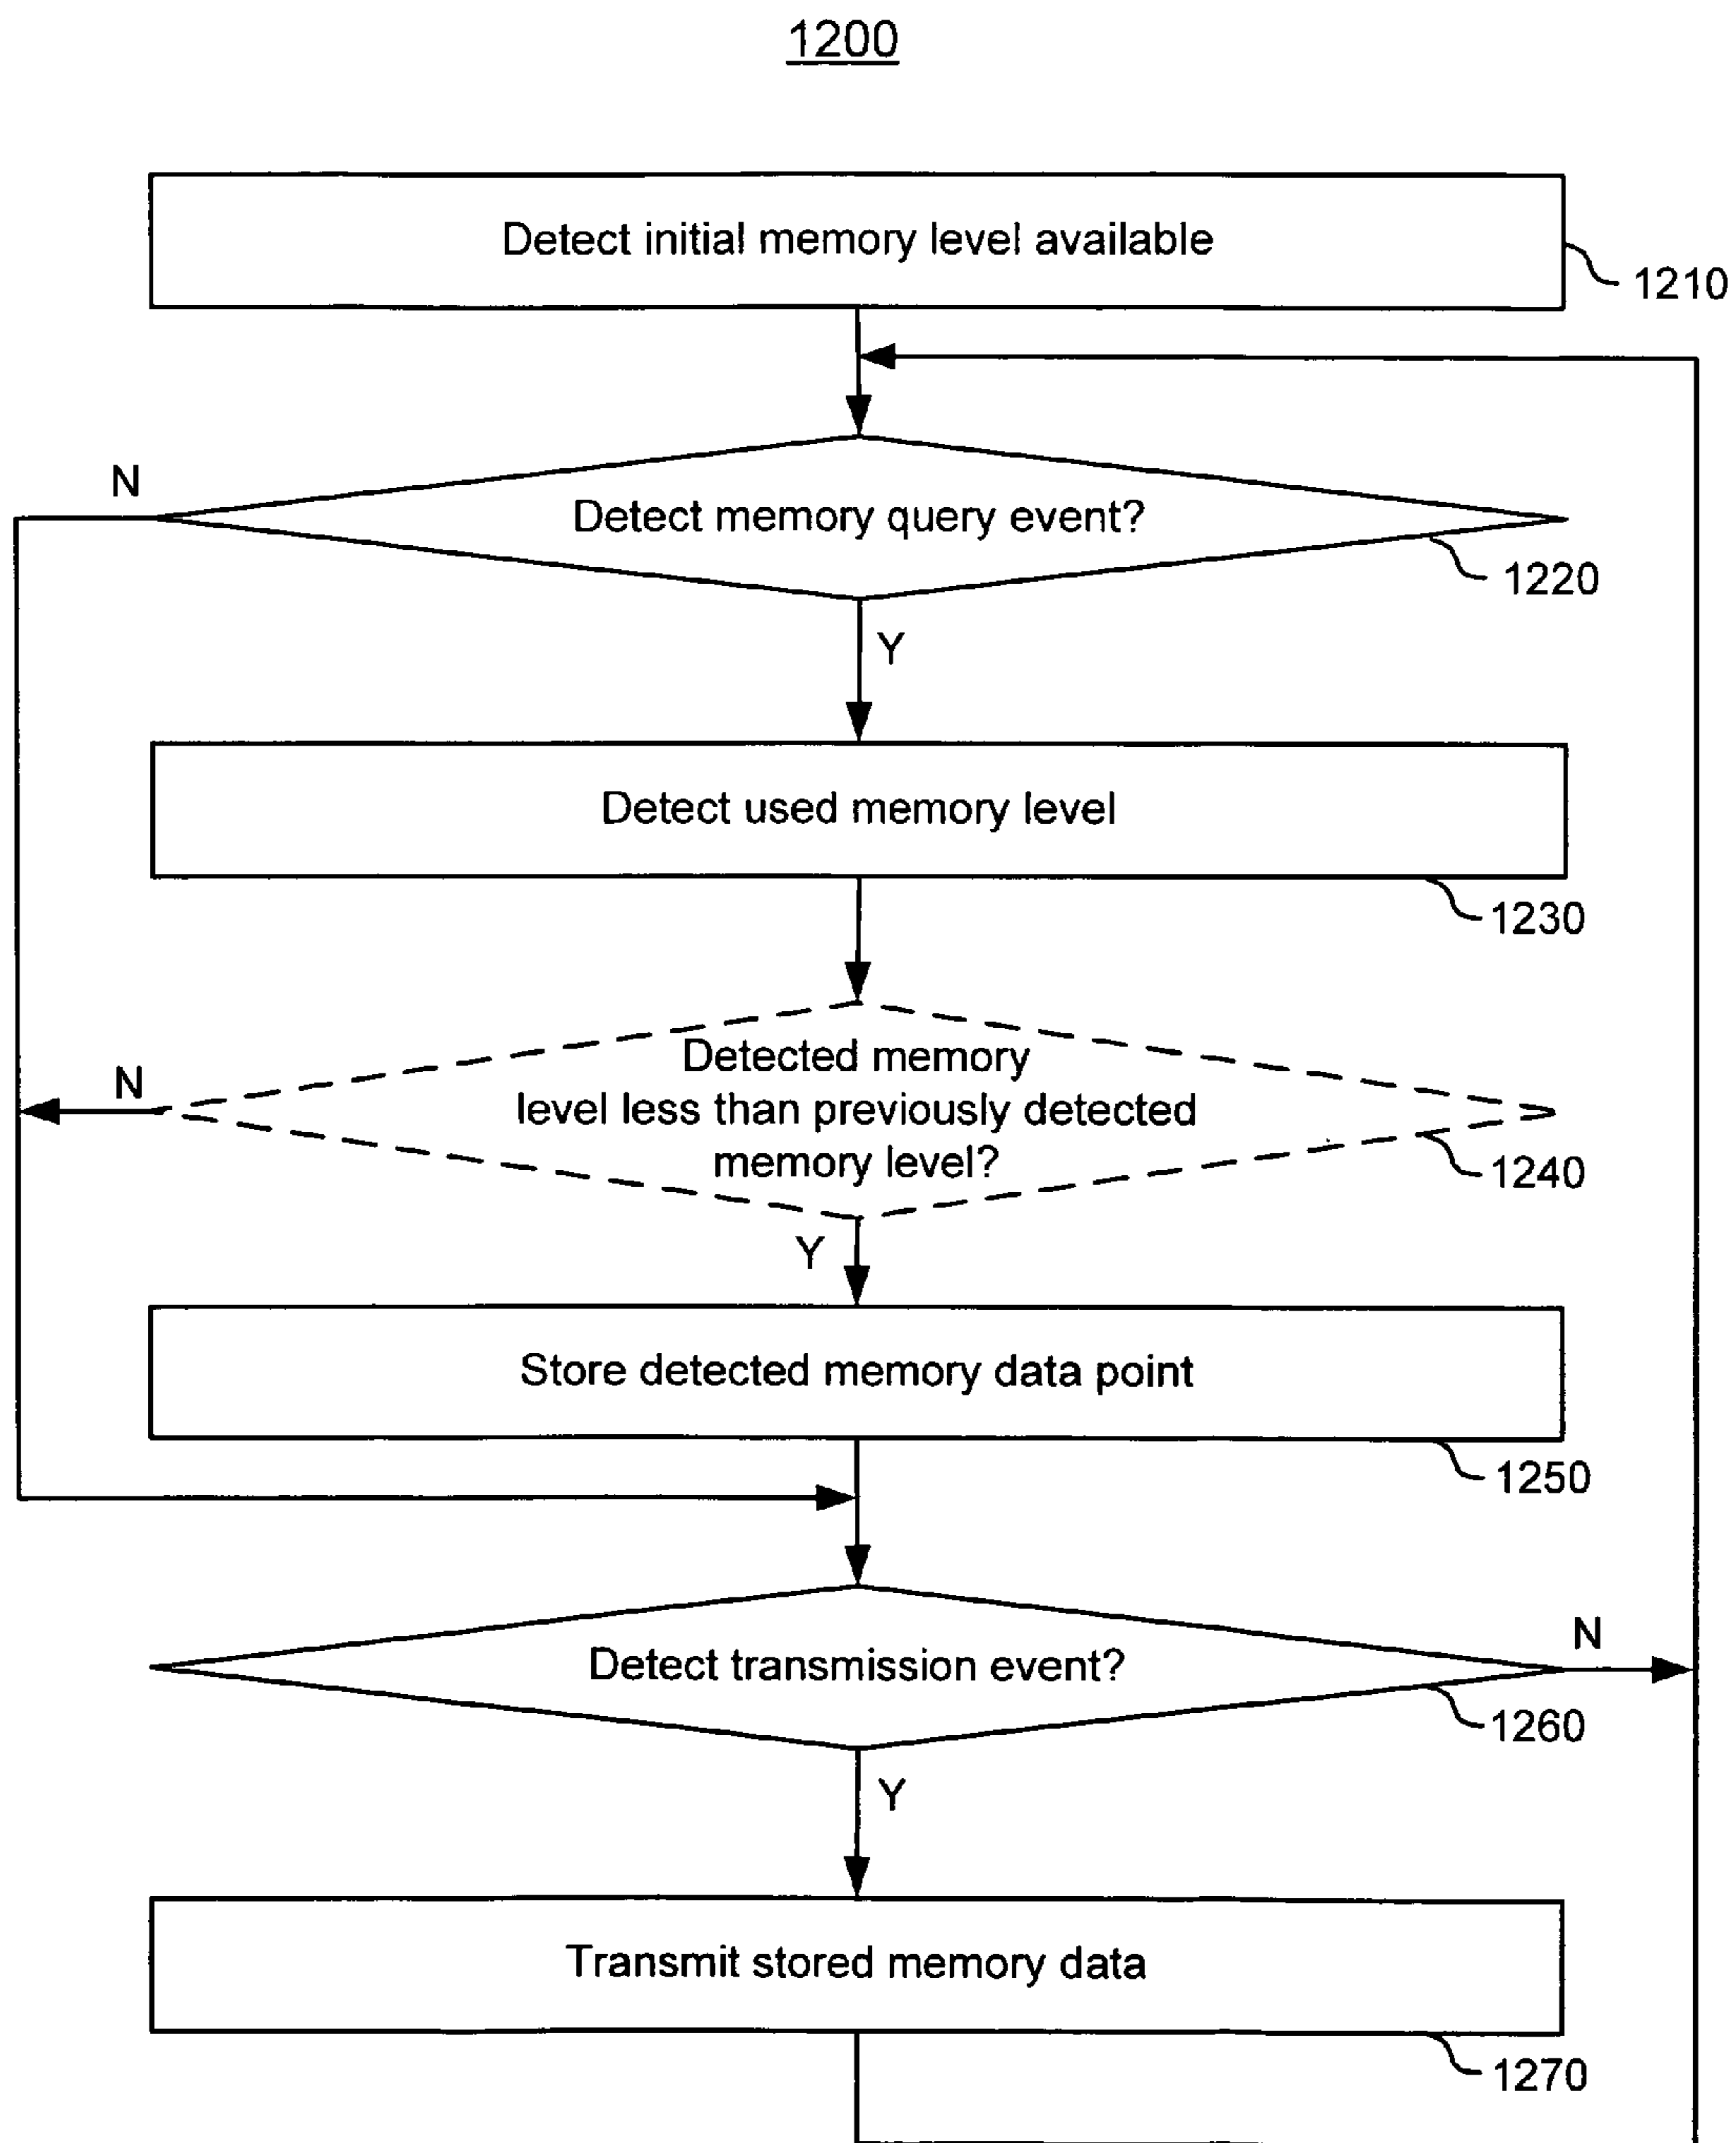 1200
Detect initial memory level available
1210
N
Detect memory query event?
1220
Y
Detect used memory level
1230
Detected memory
level less than previously detected
memory level?
N
1240
Y
Store detected memory data point
1250
Detect transmission event?
N
1260
Y
Transmit stored memory data
1270